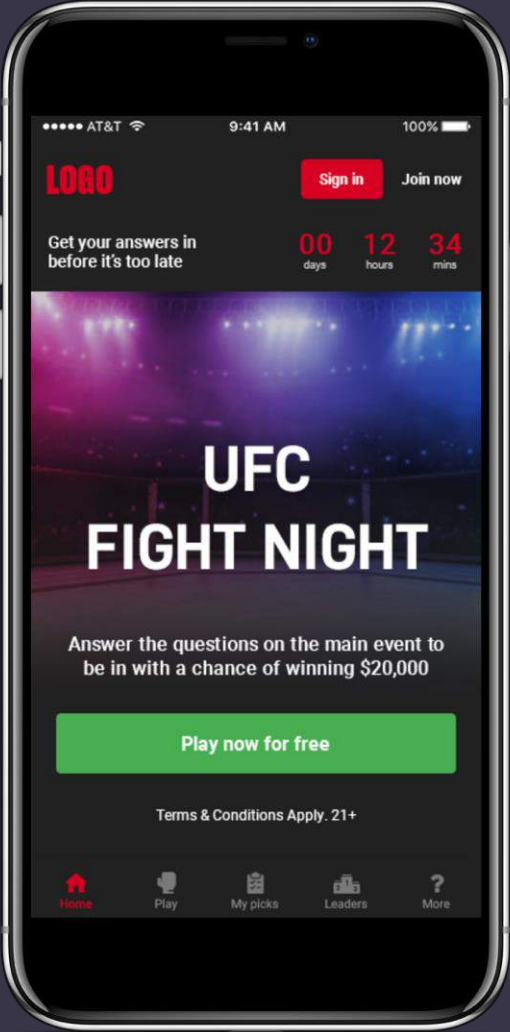 AT&T
9:41 AM
100%
LOGO
Sign in
Join now
Get your answers in
before it's too late
00
12
34
days
hours
mins
UFC
FIGHT NIGHT
Answer the questions on the main event to
be in with a chance of winning $20,000
Play now for free
Terms & Conditions Apply. 21+
Home
Play
My picks
Leaders
? More